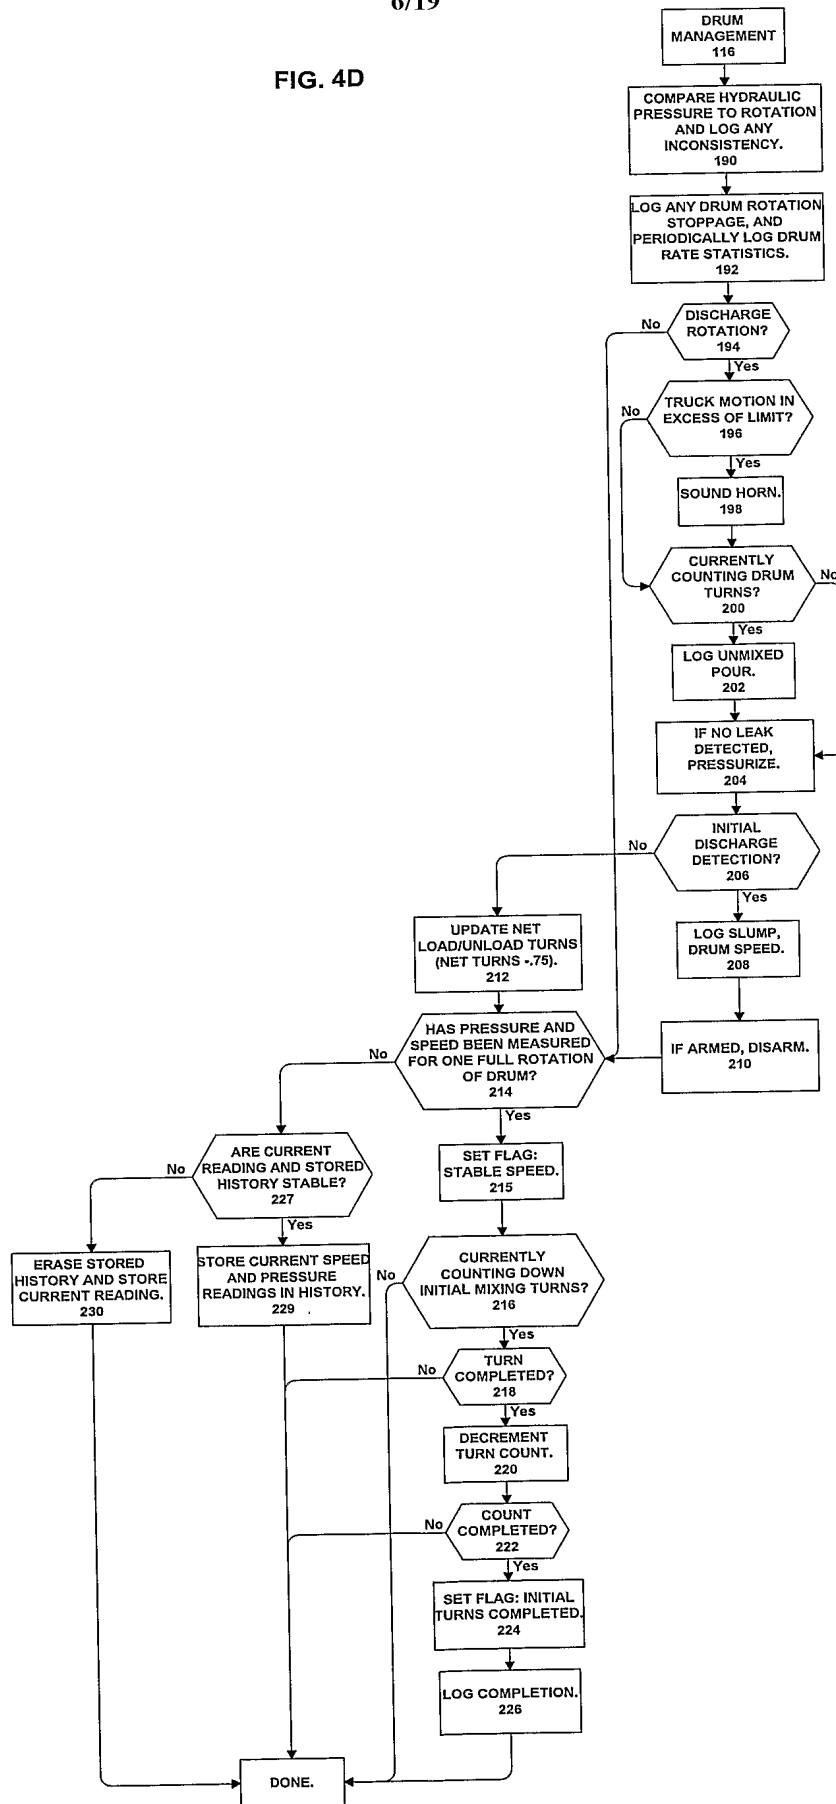 6/19
FIG. 4D
DRUM
MANAGEMENT
116
COMPARE HYDRAULIC
PRESSURE TO ROTATION
AND LOG ANY
INCONSISTENCY.
190
LOG ANY DRUM ROTATION
STOPPAGE, AND
PERIODICALLY LOG DRUM
RATE STATISTICS.
192
DISCHARGE
ROTATION?
194
No
Yes
TRUCK MOTION IN
EXCESS OF LIMIT?
196
No
Yes
SOUND HORN.
198
CURRENTLY
COUNTING DRUM
TURNS?
200
No
Yes
LOG UNMIXED
POUR.
202
IF NO LEAK
DETECTED,
PRESSURIZE.
204
INITIAL
DISCHARGE
DETECTION?
206
No
Yes
LOG SLUMP,
DRUM SPEED.
208
UPDATE NET
LOAD/UNLOAD TURNS
(NET TURNS -.75).
212
IF ARMED, DISARM.
210
HAS PRESSURE AND
SPEED BEEN MEASURED
FOR ONE FULL ROTATION
OF DRUM?
214
No
Yes
ARE CURRENT
READING AND STORED
HISTORY STABLE?
227
No
Yes
SET FLAG:
STABLE SPEED.
215
ERASE STORED
HISTORY AND STORE
CURRENT READING.
230
STORE CURRENT SPEED
AND PRESSURE
READINGS IN HISTORY.
229
CURRENTLY
COUNTING DOWN
INITIAL MIXING TURNS?
216
No
Yes
TURN
COMPLETED?
218
No
Yes
DECREMENT
TURN COUNT.
220
COUNT
COMPLETED?
222
No
Yes
SET FLAG: INITIAL
TURNS COMPLETED.
224
LOG COMPLETION.
226
DONE.